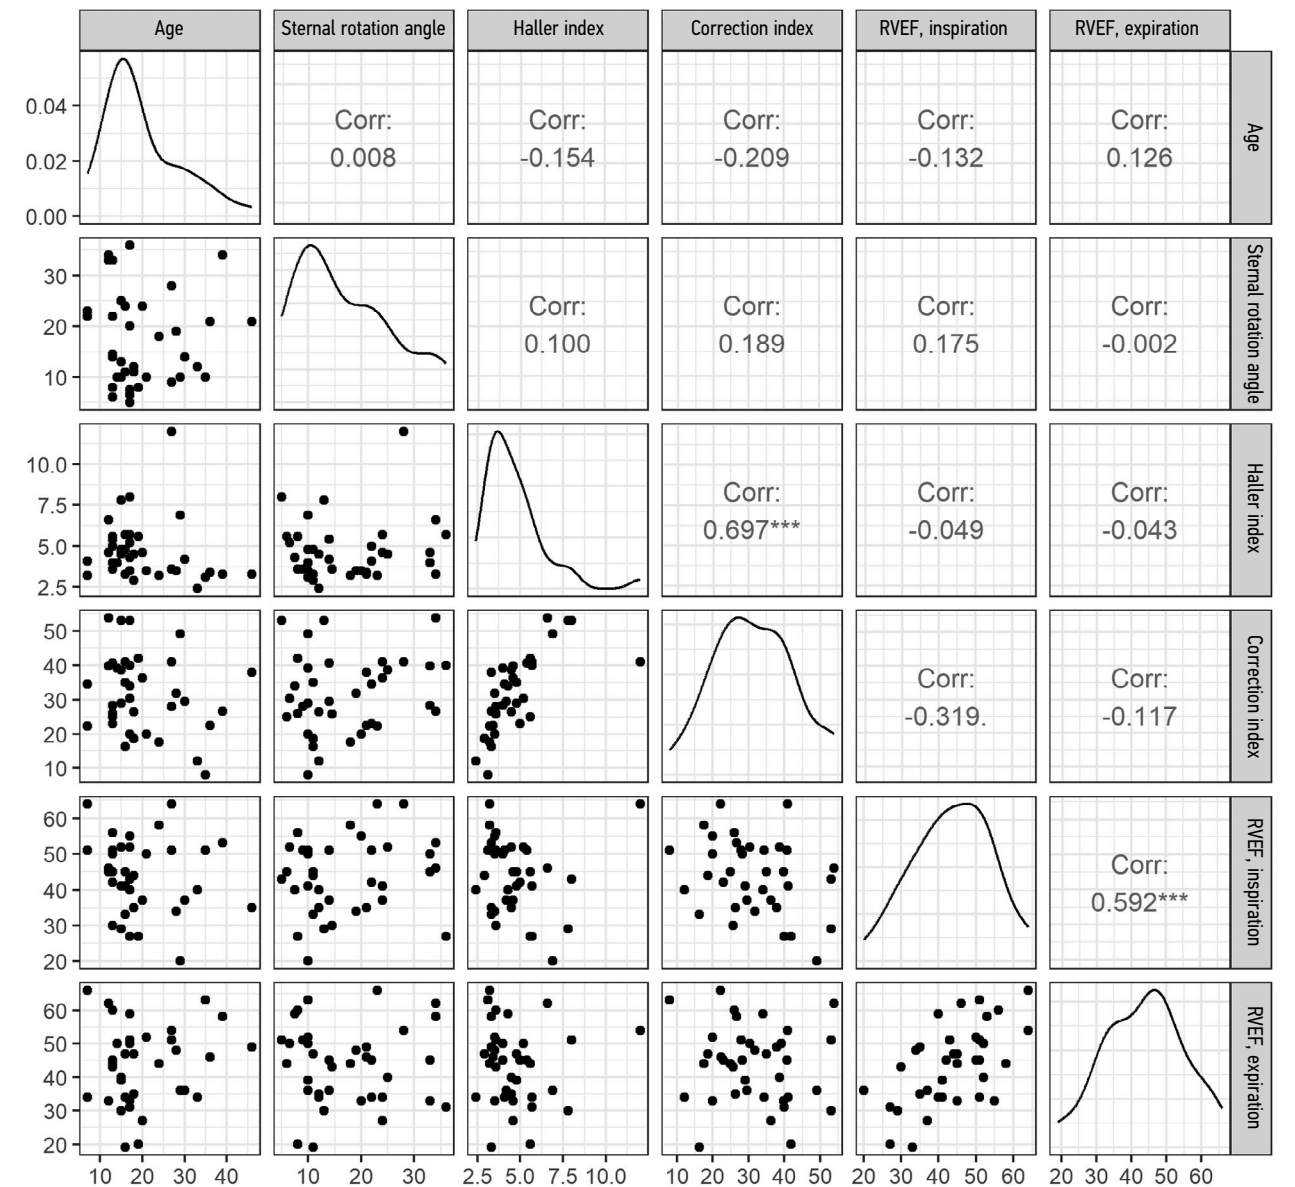 Age Sternal rotation angle Haller index Correction index RVEF, inspiration RVEF, expiration
0.04
0.02
0.00
Corr:
0.008
Corr:
-0.154
Corr:
-0.209
Corr:
-0.132
Corr:
0.126
Age
30
20
10
Corr:
0.100
Corr:
0.189
Corr:
0.175
Corr:
-0.002
Sternal rotation angle
10.0
7.5
5.0
2.5
Corr:
0.697***
Corr:
-0.049
Corr:
-0.043
Haller index
50
40
30
20
10
Corr:
-0.319.
Corr:
-0.117
Correction index
60
50
40
30
20
Corr:
0.592***
RVEF, inspiration
60
50
40
30
20
RVEF, expiration
10 20 30 40 10 20 30 2.5 5.0 7.5 10.0 10 20 30 40 50 20 30 40 50 60 20 30 40 50 60